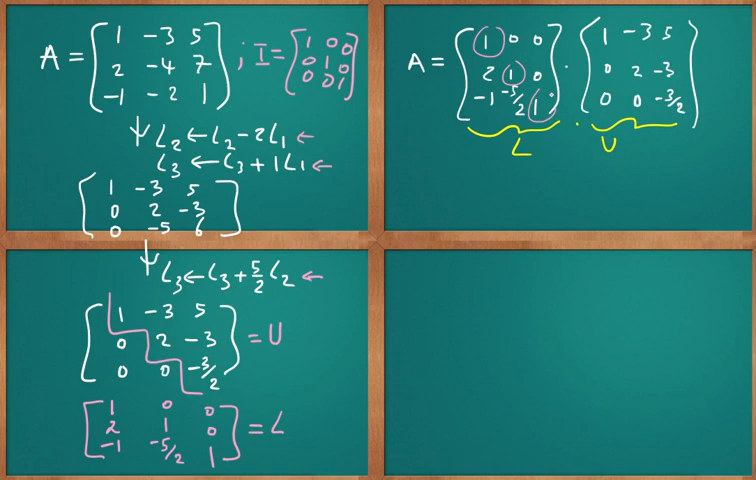 A = [1 -3 5; I = [1 0 0
2 -4 7 0 1 0
-1 -2 1] 0 0 1]
↓ L2 ← L2 - 2L1 ←
L3 ← L3 + 1L1 ←
[1 -3 5
0 2 -3
0 -5 6]
↓ L3 ← L3 + 5/2 L2 ←
[1 -3 5
0 2 -3 = U
0 0 -3/2]
[1 0 0
2 1 0 = L
-1 -5/2 1]
A = [1 0 0 · [1 -3 5
2 1 0 0 2 -3
-1 -5/2 1] 0 0 -3/2]
L · U